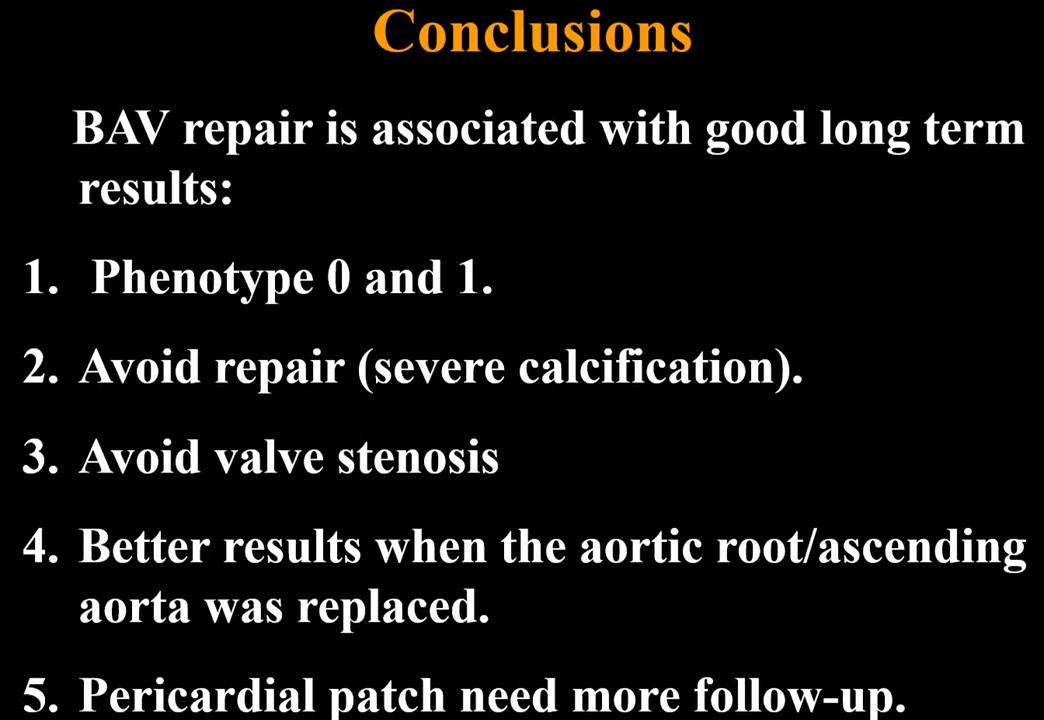 Conclusions
BAV repair is associated with good long term
results:
1. Phenotype 0 and 1.
2. Avoid repair (severe calcification).
3. Avoid valve stenosis
4. Better results when the aortic root/ascending
aorta was replaced.
5. Pericardial patch need more follow-up.